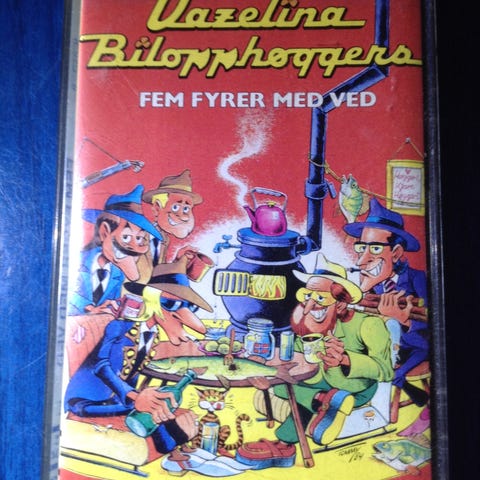 Vazelina
Bilopphøggers
FEM FYRER MED VED